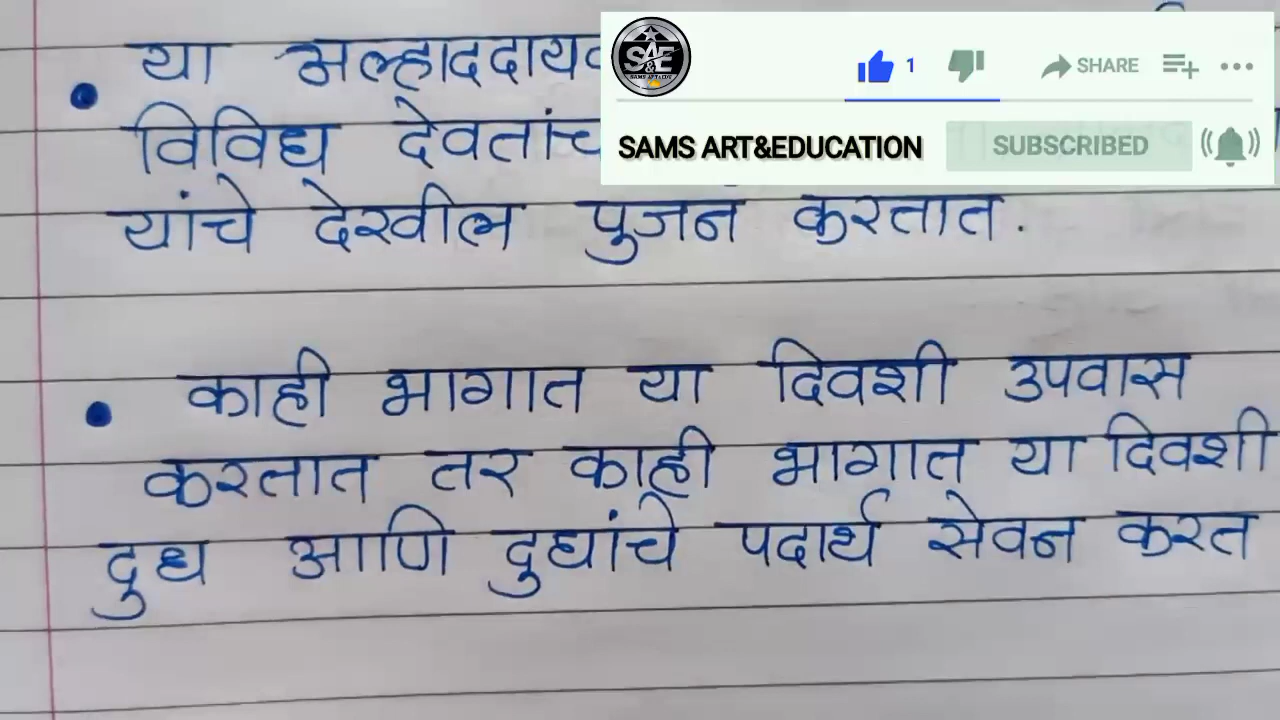 या अल्हाददायक
1 SHARE
विविध देवतांच
SAMS ART&EDUCATION SUBSCRIBED
यांचे देखील पुजन करतात.
काही भागात या दिवशी उपवास
करतात तर काही भागात या दिवशी
दुध आणि दुधांचे पदार्थ सेवन करत